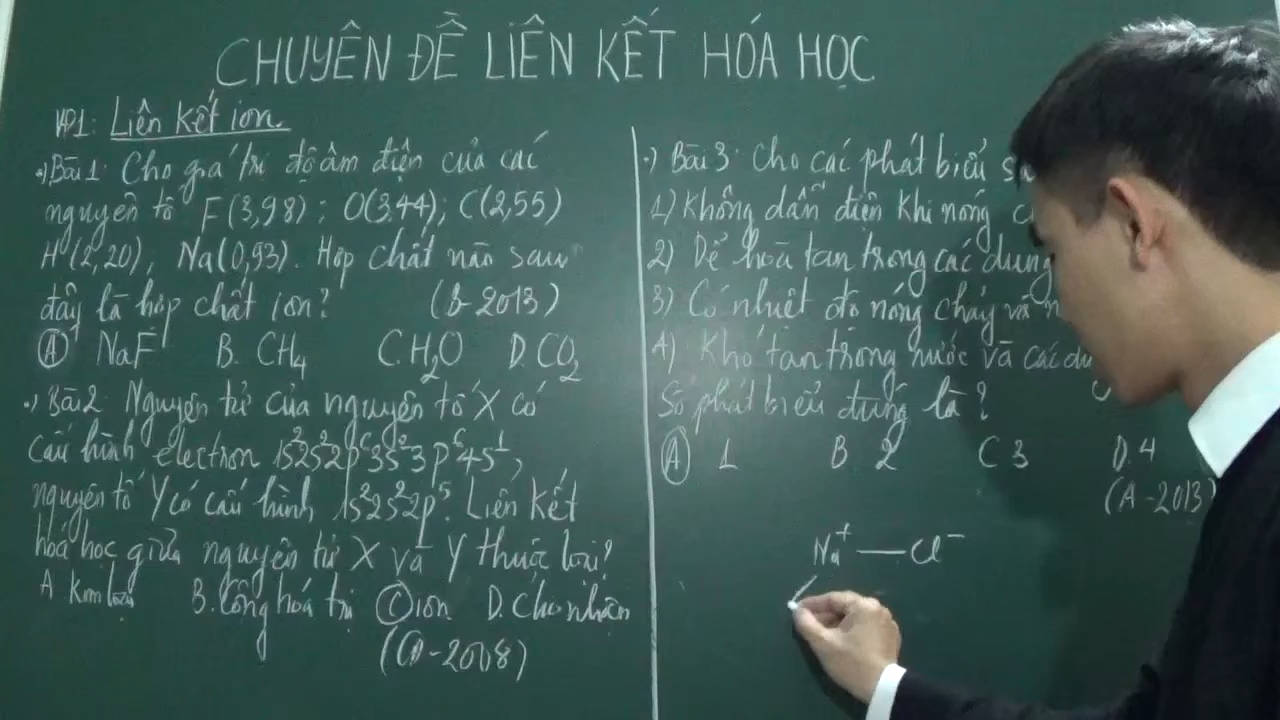 CHUYÊN ĐỀ LIÊN KẾT HÓA HỌC
VD1: Liên kết ion.
•) Bài 1: Cho giá trị độ âm điện của các
nguyên tố F(3,98); O(3,44); C(2,55)
H(2,20), Na(0,93). Hợp chất nào sau
đây là hợp chất ion? (B-2013)
A NaF B. CH₄ C. H₂O D. CO₂
•) Bài 2 Nguyên tử của nguyên tố X có
cấu hình electron 1s²2s²2p⁶3s²3p⁶4s¹,
nguyên tố Y có cấu hình 1s²2s²2p⁵. Liên kết
hoá học giữa nguyên tử X và Y thuộc loại?
A kim loại B. Cộng hoá trị C ion D. Cho nhận
-2008)
•) Bài 3: Cho các phát biểu
1) Không dẫn điện khi nóng
2) Dễ hoà tan trong các dung
3) Có nhiệt độ nóng chảy và
4) Khó tan trong nước và các
Số phát biểu đúng là?
A 1 B 2 C 3 D. 4
(A-2013)
Na⁺ — Cl⁻